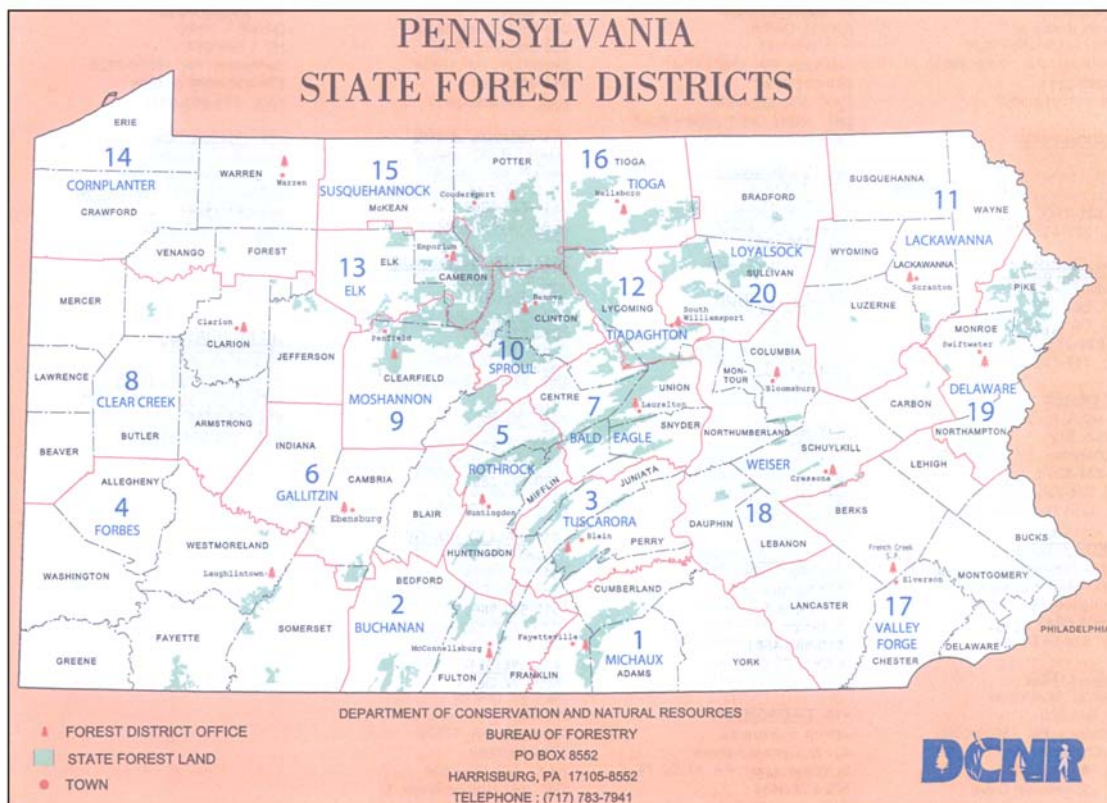 PENNSYLVANIA
STATE FOREST DISTRICTS
ERIE
14
CORNPLANTER
CRAWFORD
WARREN
Warren
15
SUSQUEHANNOCK
McKEAN
POTTER
Coudersport
16
TIOGA
TIOGA
Wellsboro
BRADFORD
SUSQUEHANNA
11
WAYNE
VENANGO
FOREST
13
ELK
ELK
Emporium
CAMERON
LOYALSOCK
SULLIVAN
20
WYOMING
LACKAWANNA
LACKAWANNA
Scranton
PIKE
MERCER
Clarion
CLARION
JEFFERSON
Penfield
CLEARFIELD
Renovo
CLINTON
12
LYCOMING
TIADAGHTON
South
Williamsport
LUZERNE
MONROE
Swiftwater
LAWRENCE
8
CLEAR CREEK
BUTLER
ARMSTRONG
MOSHANNON
9
10
SPROUL
CENTRE
7
BALD EAGLE
UNION
Laurelton
SNYDER
MON-
TOUR
COLUMBIA
Bloomsburg
NORTHUMBERLAND
CARBON
DELAWARE
19
NORTHAMPTON
BEAVER
INDIANA
6
GALLITZIN
CAMBRIA
Ebensburg
5
ROTHROCK
Huntingdon
MIFFLIN
JUNIATA
SCHUYLKILL
WEISER
Cressona
LEHIGH
ALLEGHENY
4
FORBES
BLAIR
HUNTINGDON
3
TUSCARORA
Blain
PERRY
DAUPHIN
18
LEBANON
BERKS
BUCKS
WASHINGTON
WESTMORELAND
Laughlintown
BEDFORD
2
BUCHANAN
CUMBERLAND
French Creek
S.P.
Elverson
MONTGOMERY
GREENE
FAYETTE
SOMERSET
McConnellsburg
FULTON
Fayetteville
FRANKLIN
1
MICHAUX
ADAMS
YORK
LANCASTER
17
VALLEY
FORGE
CHESTER
DELAWARE
PHILADELPHIA
FOREST DISTRICT OFFICE
STATE FOREST LAND
TOWN
DEPARTMENT OF CONSERVATION AND NATURAL RESOURCES
BUREAU OF FORESTRY
PO BOX 8552
HARRISBURG, PA 17105-8552
TELEPHONE : (717) 783-7941
DCNR